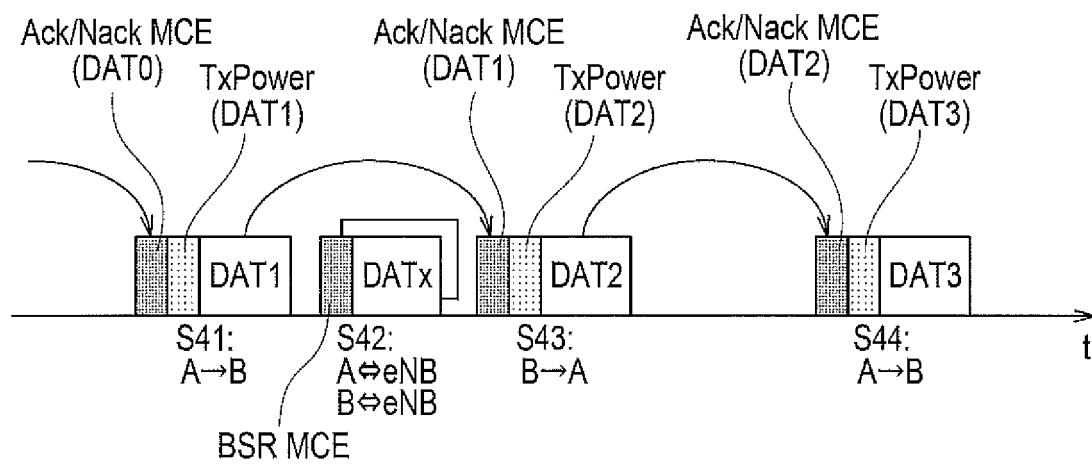 Ack/Nack MCE
(DAT0)
TxPower
(DAT1)
Ack/Nack MCE
(DAT1)
TxPower
(DAT2)
Ack/Nack MCE
(DAT2)
TxPower
(DAT3)
DAT1
DATx
DAT2
DAT3
S41:
A→B
S42:
A⇔eNB
B⇔eNB
S43:
B→A
S44:
A→B
t
BSR MCE